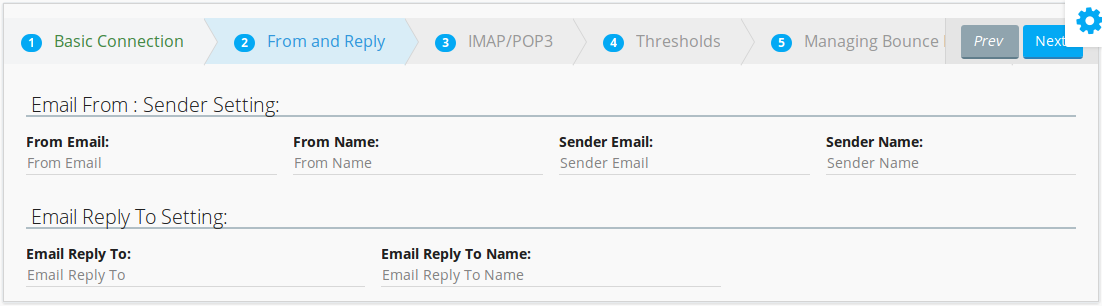 1 Basic Connection 2 From and Reply 3 IMAP/POP3 4 Thresholds 5 Managing Bounce Prev Next
Email From : Sender Setting:
From Email: From Name: Sender Email: Sender Name:
From Email From Name Sender Email Sender Name
Email Reply To Setting:
Email Reply To: Email Reply To Name:
Email Reply To Email Reply To Name